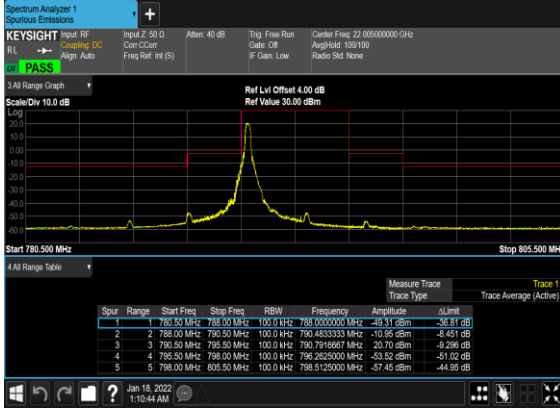 Spectrum Analyzer 1
Spurious Emissions
+
KEYSIGHT Input: RF Input Z: 50 Ω Atten: 40 dB Trig: Free Run Center Freq: 22.005000000 GHz
RL Coupling: DC Corr CCorr Gate: Off Avg|Hold: 100/100
Align: Auto Freq Ref: Int (S) IF Gain: Low Radio Std: None
LXI PASS
3.All Range Graph
Ref Lvl Offset 4.00 dB
Scale/Div 10.0 dB Ref Value 30.00 dBm
Log
20.0
10.0
0.00
-10.0
-20.0
-30.0
-40.0
-50.0
-60.0
Start 780.500 MHz Stop 805.500 MH
4.All Range Table
Measure Trace Trace 1
Trace Type Trace Average (Active)
Spur Range Start Freq Stop Freq RBW Frequency Amplitude ΔLimit
1 1 780.50 MHz 788.00 MHz 100.0 kHz 788.0000000 MHz -49.31 dBm -36.81 dB
2 2 788.00 MHz 790.50 MHz 100.0 kHz 790.4833333 MHz -10.95 dBm -8.451 dB
3 3 790.50 MHz 795.50 MHz 100.0 kHz 790.7916667 MHz 20.70 dBm -9.296 dB
4 4 795.50 MHz 798.00 MHz 100.0 kHz 796.2625000 MHz -53.52 dBm -51.02 dB
5 5 798.00 MHz 805.50 MHz 100.0 kHz 798.5125000 MHz -57.45 dBm -44.95 dB
? Jan 18, 2022
1:10:44 AM